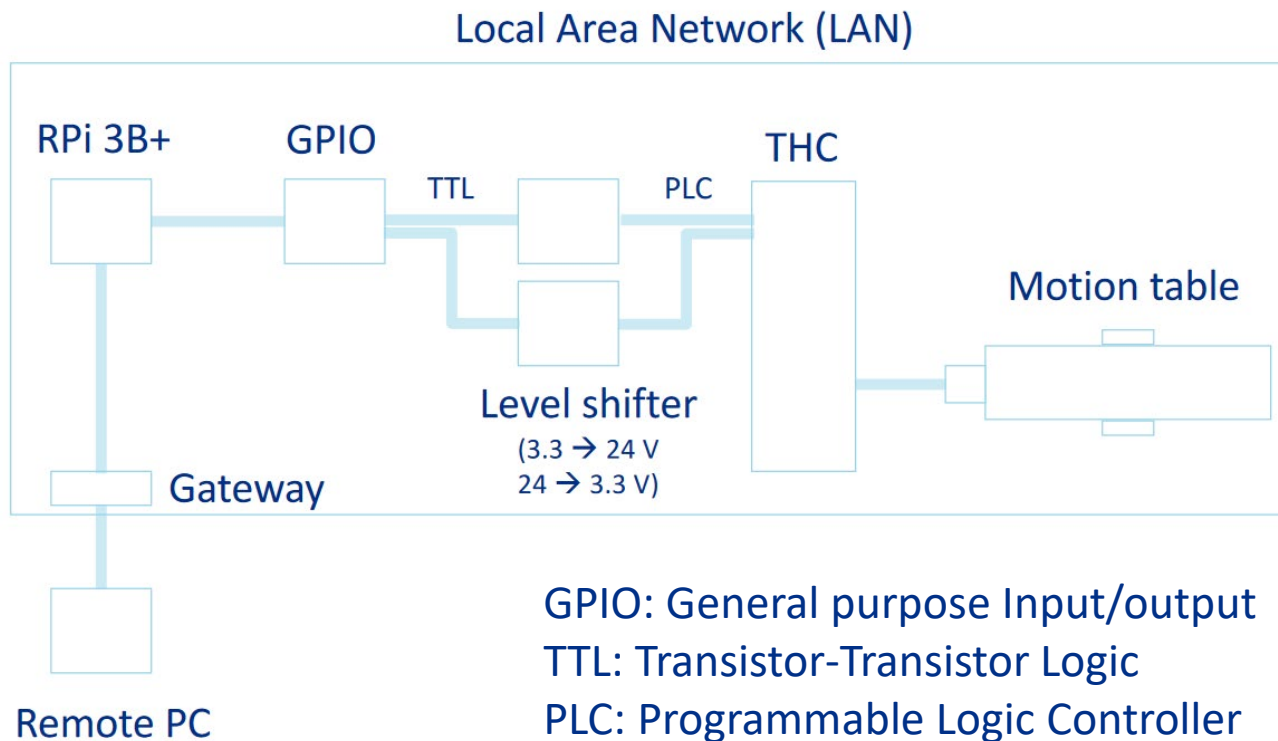 Local Area Network (LAN)
RPi 3B+
GPIO
TTL
PLC
THC
Motion table
Level shifter
(3.3 → 24 V
24 → 3.3 V)
Gateway
Remote PC
GPIO: General purpose Input/output
TTL: Transistor-Transistor Logic
PLC: Programmable Logic Controller